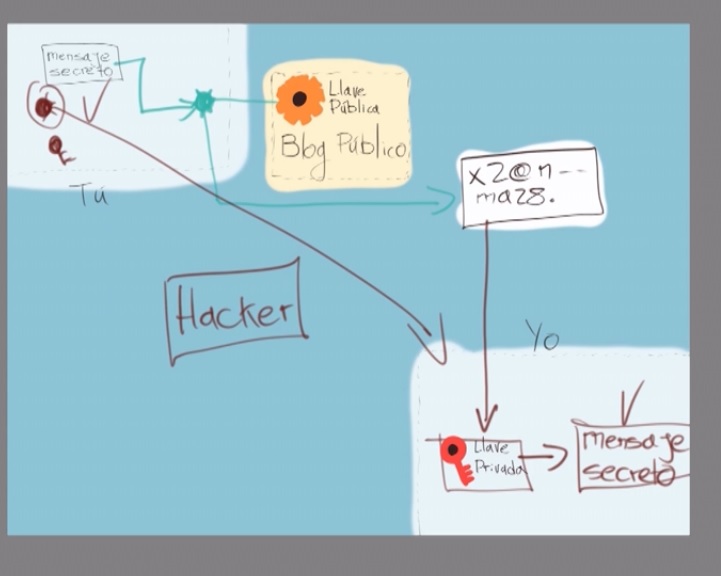 mensaje
secreto
Llave
Pública
Blog Público
x2@n--
ma28.
Tú
Hacker
Yo
Llave
Privada
mensaje
secreto